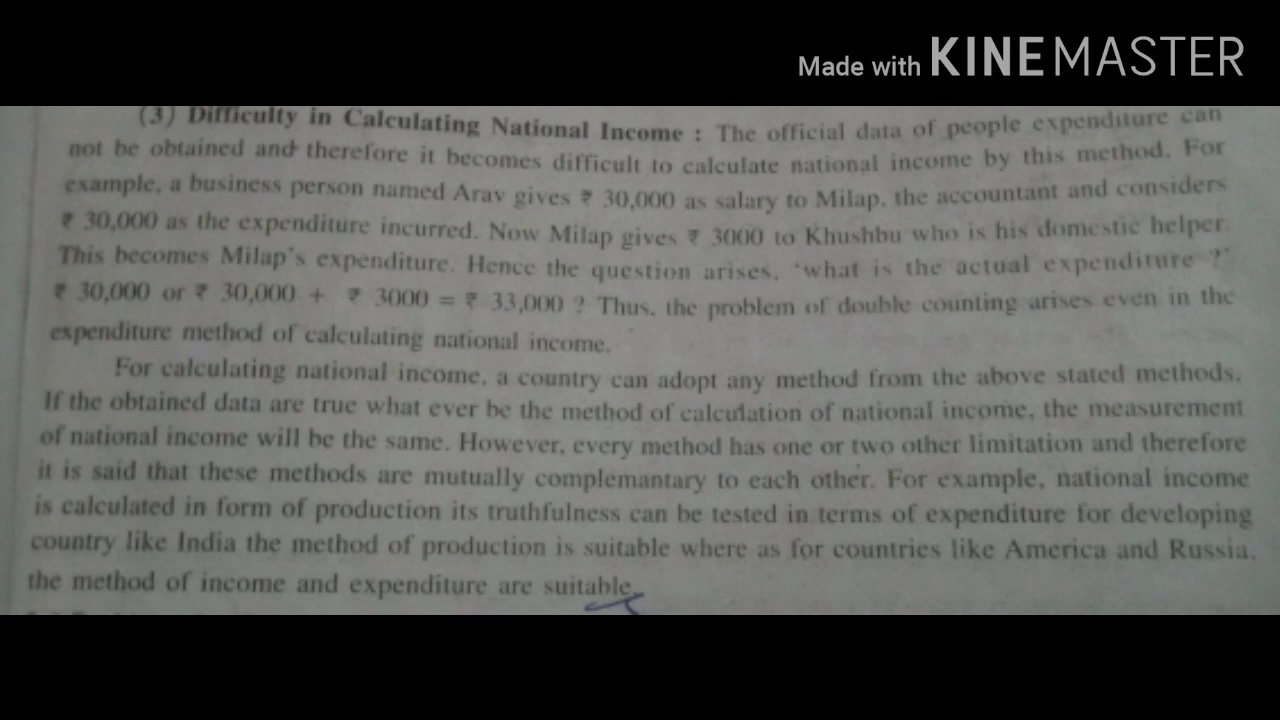 Made with KINEMASTER
(3) Difficulty in Calculating National Income : The official data of people expenditure can
not be obtained and therefore it becomes difficult to calculate national income by this method. For
example, a business person named Arav gives ₹ 30,000 as salary to Milap, the accountant and considers
₹ 30,000 as the expenditure incurred. Now Milap gives ₹ 3000 to Khushbu who is his domestic helper.
This becomes Milap's expenditure. Hence the question arises, 'what is the actual expenditure ?'
₹ 30,000 or ₹ 30,000 + ₹ 3000 = ₹ 33,000 ? Thus, the problem of double counting arises even in the
expenditure method of calculating national income.
For calculating national income, a country can adopt any method from the above stated methods.
If the obtained data are true what ever be the method of calculation of national income, the measurement
of national income will be the same. However, every method has one or two other limitation and therefore
it is said that these methods are mutually complemantary to each other. For example, national income
is calculated in form of production its truthfulness can be tested in terms of expenditure for developing
country like India the method of production is suitable where as for countries like America and Russia.
the method of income and expenditure are suitable.